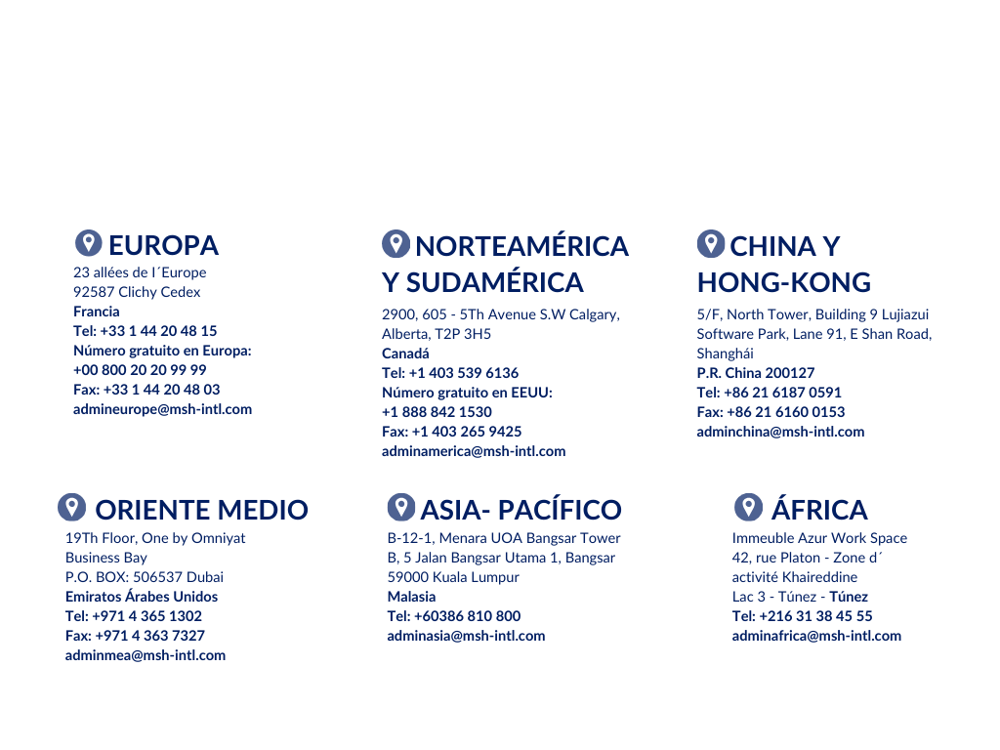 EUROPA
23 allées de l´Europe
92587 Clichy Cedex
Francia
Tel: +33 1 44 20 48 15
Número gratuito en Europa:
+00 800 20 20 99 99
Fax: +33 1 44 20 48 03
admineurope@msh-intl.com
NORTEAMÉRICA
Y SUDAMÉRICA
2900, 605 - 5Th Avenue S.W Calgary,
Alberta, T2P 3H5
Canadá
Tel: +1 403 539 6136
Número gratuito en EEUU:
+1 888 842 1530
Fax: +1 403 265 9425
adminamerica@msh-intl.com
CHINA Y
HONG-KONG
5/F, North Tower, Building 9 Lujiazui
Software Park, Lane 91, E Shan Road,
Shanghái
P.R. China 200127
Tel: +86 21 6187 0591
Fax: +86 21 6160 0153
adminchina@msh-intl.com
ORIENTE MEDIO
19Th Floor, One by Omniyat
Business Bay
P.O. BOX: 506537 Dubai
Emiratos Árabes Unidos
Tel: +971 4 365 1302
Fax: +971 4 363 7327
adminmea@msh-intl.com
ASIA- PACÍFICO
B-12-1, Menara UOA Bangsar Tower
B, 5 Jalan Bangsar Utama 1, Bangsar
59000 Kuala Lumpur
Malasia
Tel: +60386 810 800
adminasia@msh-intl.com
ÁFRICA
Immeuble Azur Work Space
42, rue Platon - Zone d´
activité Khaireddine
Lac 3 - Túnez - Túnez
Tel: +216 31 38 45 55
adminafrica@msh-intl.com